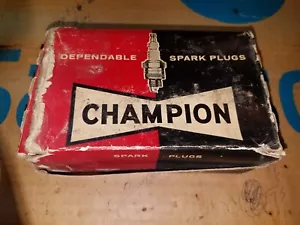 DEPENDABLE SPARK PLUGS
CHAMPION
SPARK PLUGS